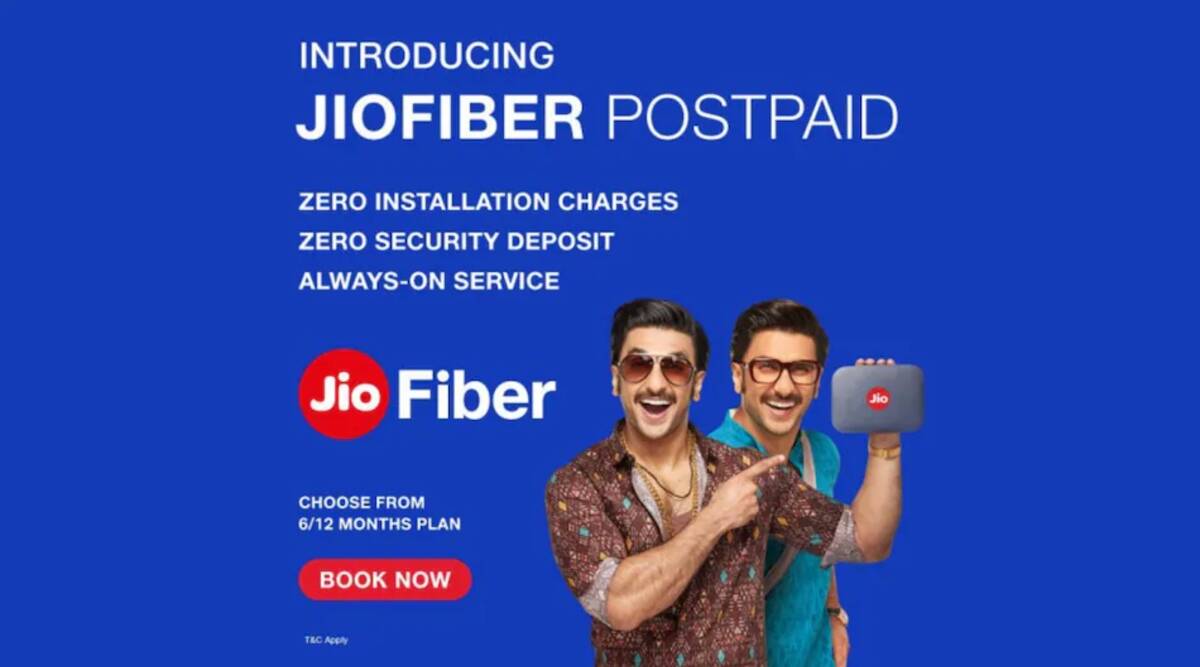 INTRODUCING
JIOFIBER POSTPAID
ZERO INSTALLATION CHARGES
ZERO SECURITY DEPOSIT
ALWAYS-ON SERVICE
Jio Fiber
Jio
CHOOSE FROM
6/12 MONTHS PLAN
BOOK NOW
T&C Apply